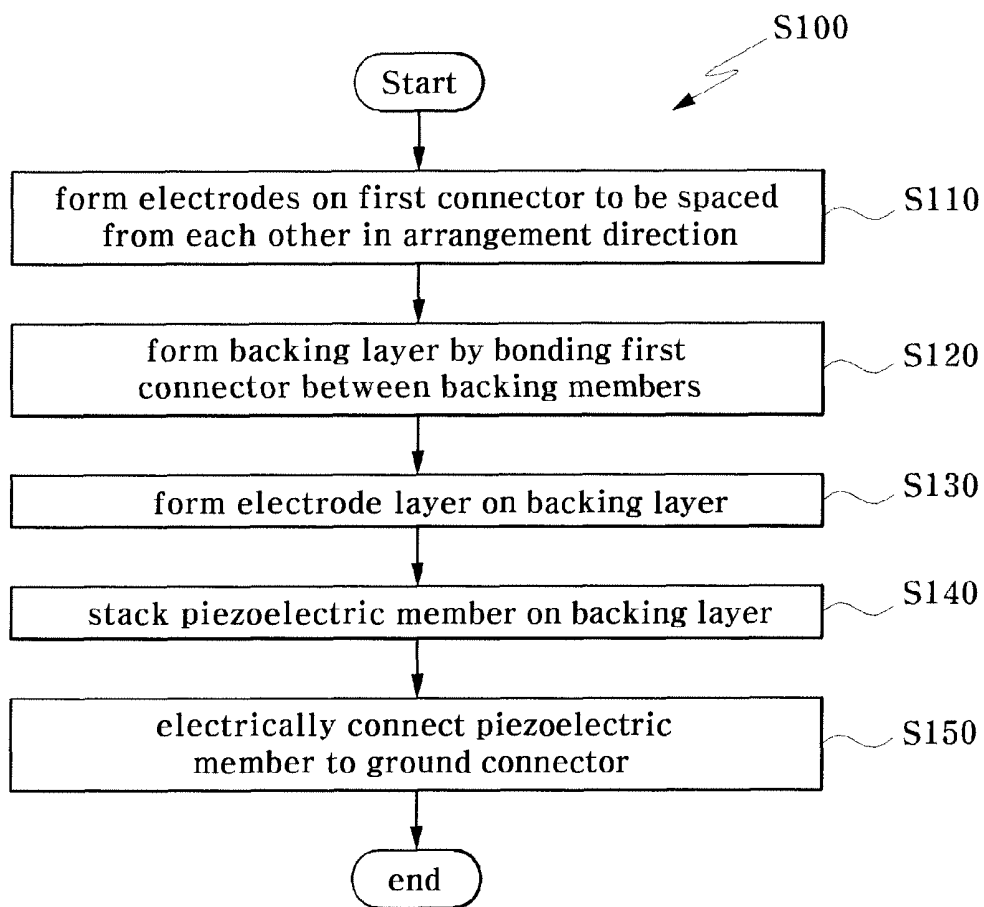 S100
Start
form electrodes on first connector to be spaced
from each other in arrangement direction
S110
form backing layer by bonding first
connector between backing members
S120
form electrode layer on backing layer
S130
stack piezoelectric member on backing layer
S140
electrically connect piezoelectric
member to ground connector
S150
end